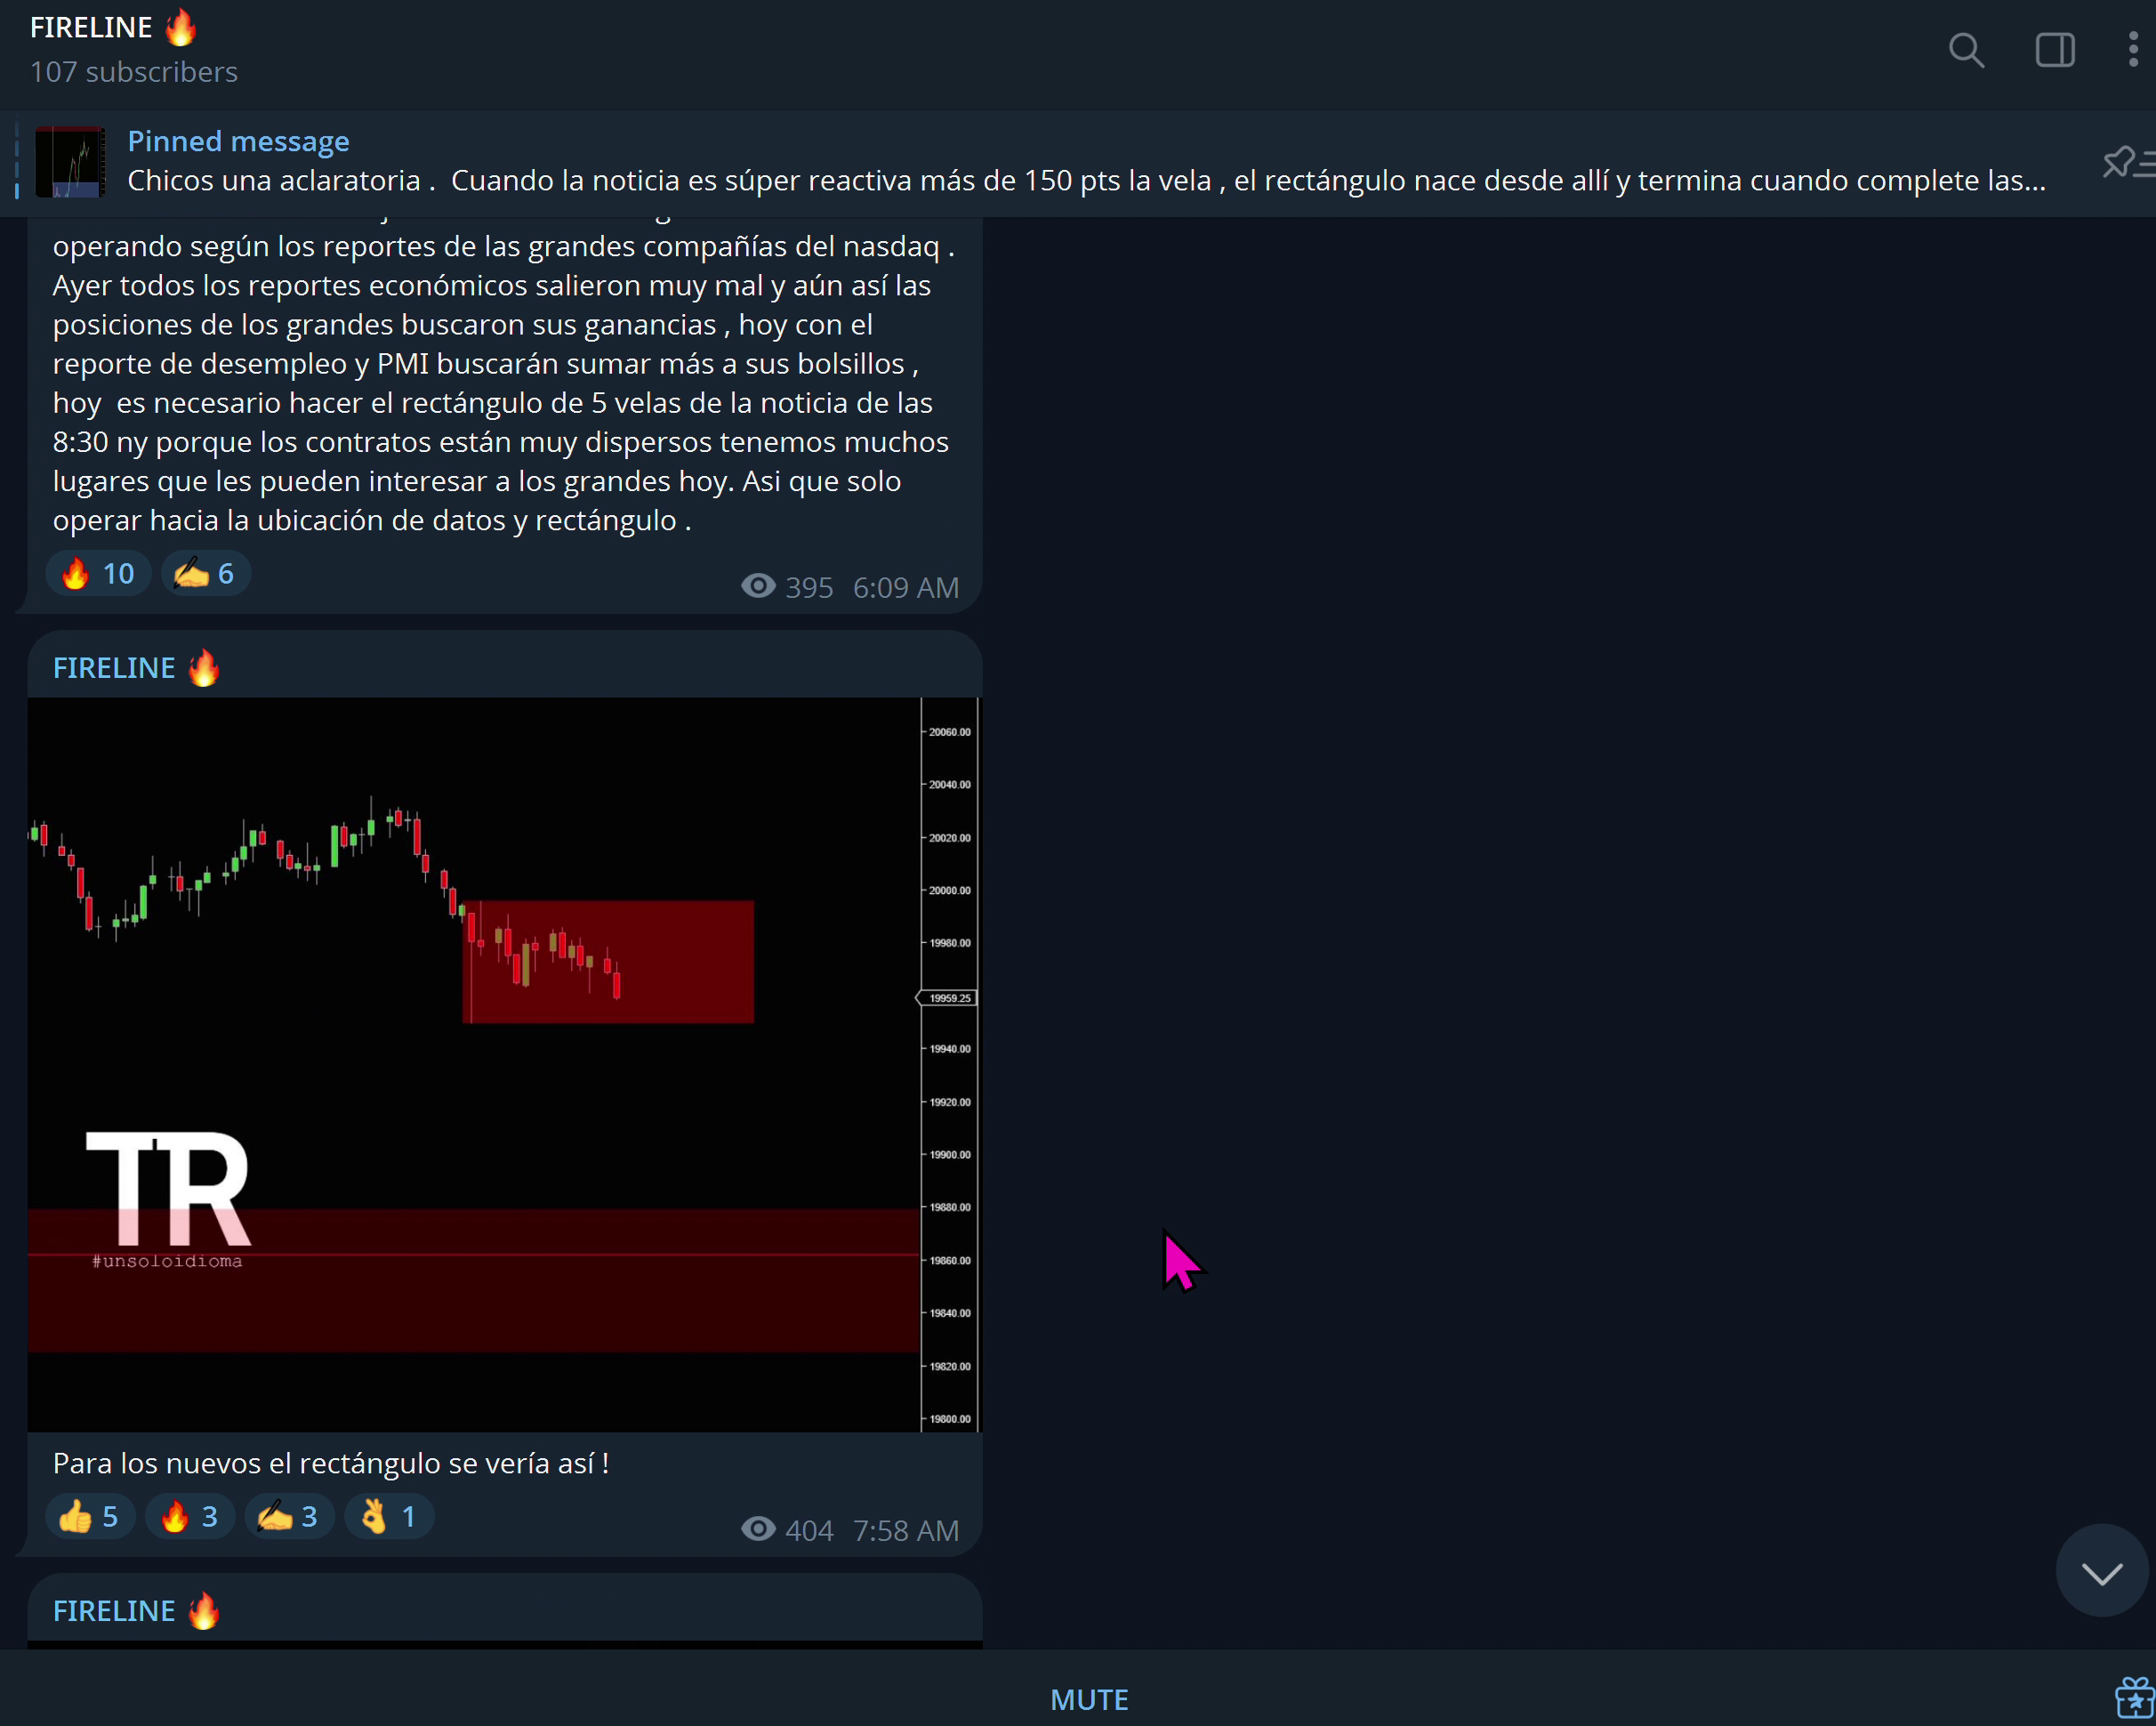 FIRELINE 🔥
107 subscribers
Pinned message
Chicos una aclaratoria .  Cuando la noticia es súper reactiva más de 150 pts la vela , el rectángulo nace desde allí y termina cuando complete las...
operando según los reportes de las grandes compañías del nasdaq .
Ayer todos los reportes económicos salieron muy mal y aún así las
posiciones de los grandes buscaron sus ganancias , hoy con el
reporte de desempleo y PMI buscarán sumar más a sus bolsillos ,
hoy  es necesario hacer el rectángulo de 5 velas de la noticia de las
8:30 ny porque los contratos están muy dispersos tenemos muchos
lugares que les pueden interesar a los grandes hoy. Asi que solo
operar hacia la ubicación de datos y rectángulo .
🔥 10 ✍️ 6
395 6:09 AM
FIRELINE 🔥
20060.00
20040.00
20020.00
20000.00
19980.00
19959.25
19940.00
19920.00
19900.00
19880.00
19860.00
19840.00
19820.00
19800.00
TR
#unsoloidioma
Para los nuevos el rectángulo se vería así !
👍 5 🔥 3 ✍️ 3 👌 1
404 7:58 AM
FIRELINE 🔥
MUTE